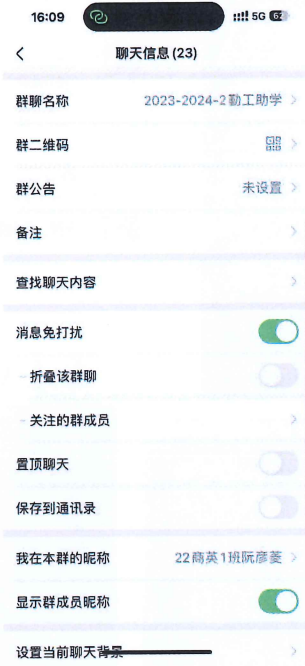 16:09
5G 62
聊天信息(23)
群聊名称 2023-2024-2勤工助学
群二维码
群公告 未设置
备注
查找聊天内容
消息免打扰
折叠该群聊
关注的群成员
置顶聊天
保存到通讯录
我在本群的昵称 22商英1班阮彦菱
显示群成员昵称
设置当前聊天背景